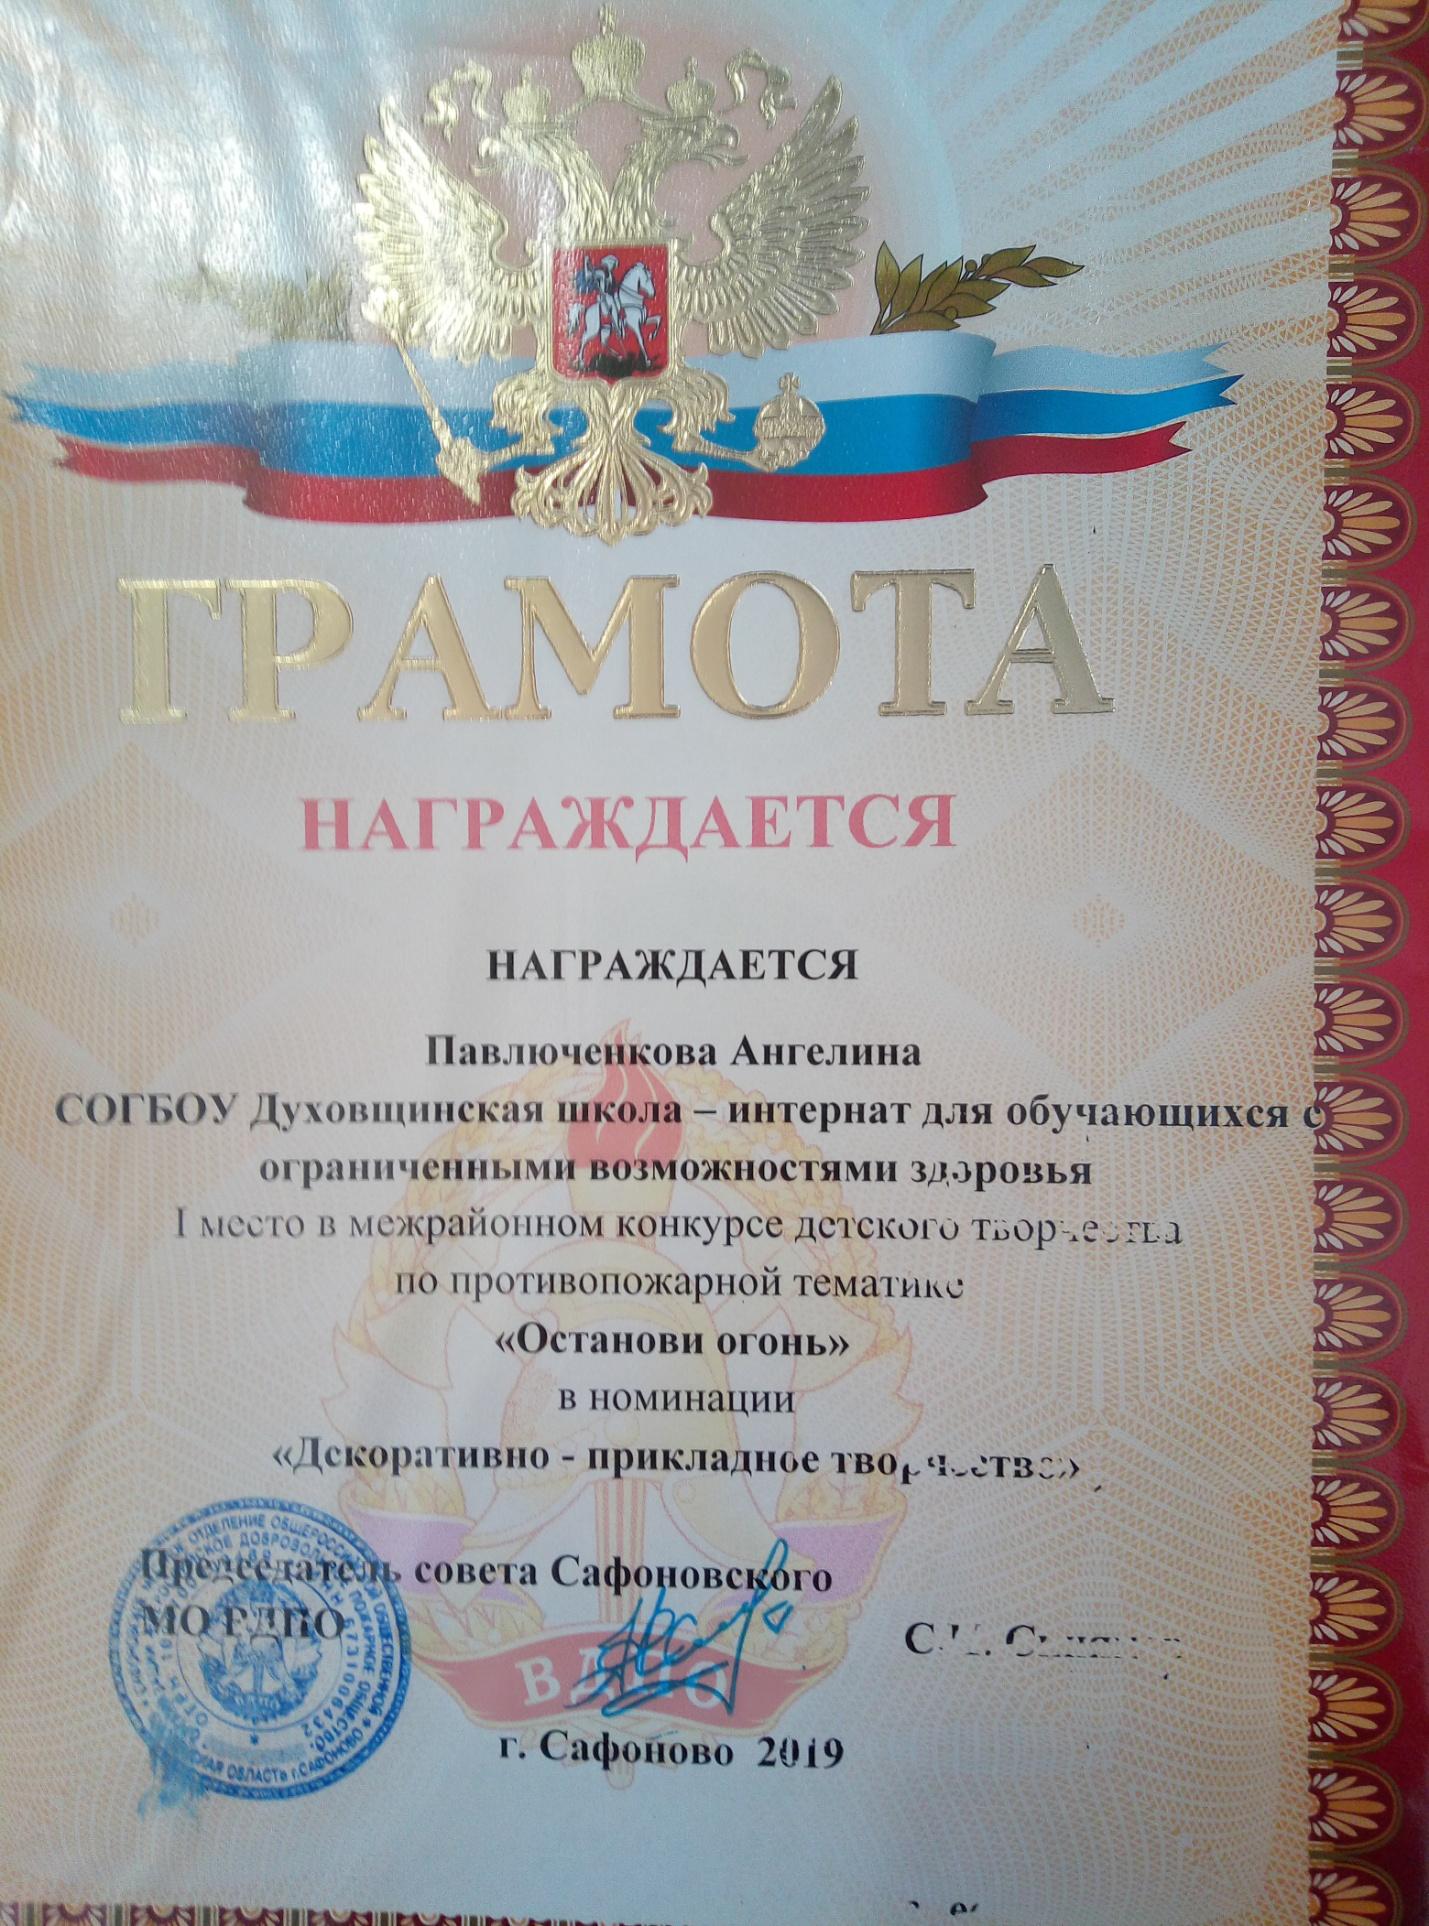 ГРАМОТА
НАГРАЖДАЕТСЯ
НАГРАЖДАЕТСЯ
Павлюченкова Ангелина
СОГБОУ Духовщинская школа – интернат для обучающихся с
ограниченными возможностями здоровья
I место в межрайонном конкурсе детского творчества
по противопожарной тематике
«Останови огонь»
в номинации
«Декоративно - прикладное творчество»
Председатель совета Сафоновского
МО ВДПО
ВДПО
г. Сафоново 2019